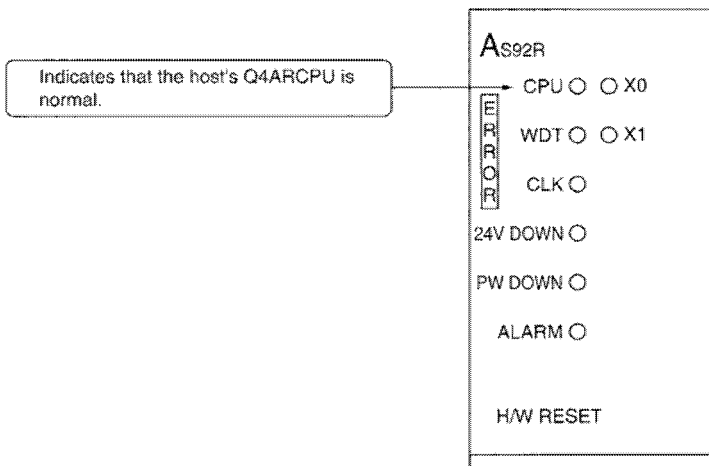 AS92R
Indicates that the host's Q4ARCPU is
normal.
CPU X0
ERROR
WDT X1
CLK
24V DOWN
PW DOWN
ALARM
H/W RESET